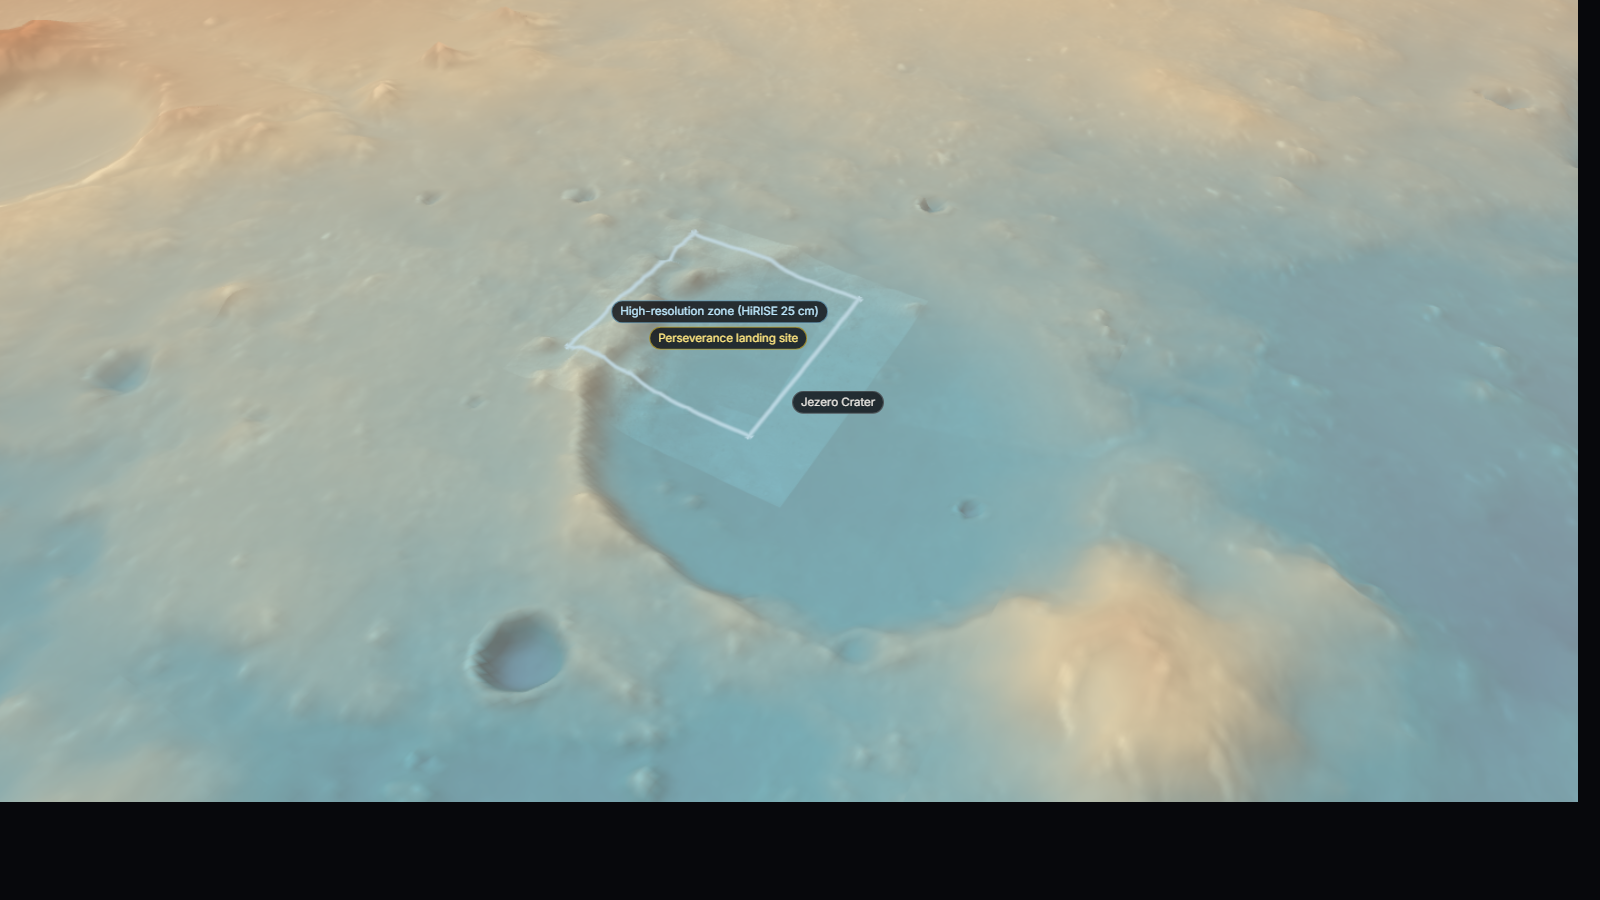 High-resolution zone (HiRISE 25 cm)
Perseverance landing site
Jezero Crater